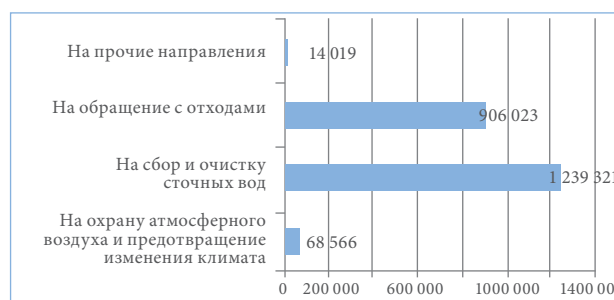 На прочие направления
14 019
На обращение с отходами
906 023
На сбор и очистку
сточных вод
1 239 321
На охрану атмосферного
воздуха и предотвращение
изменения климата
68 566
0 200 000 600 000 1000 000 1400 000